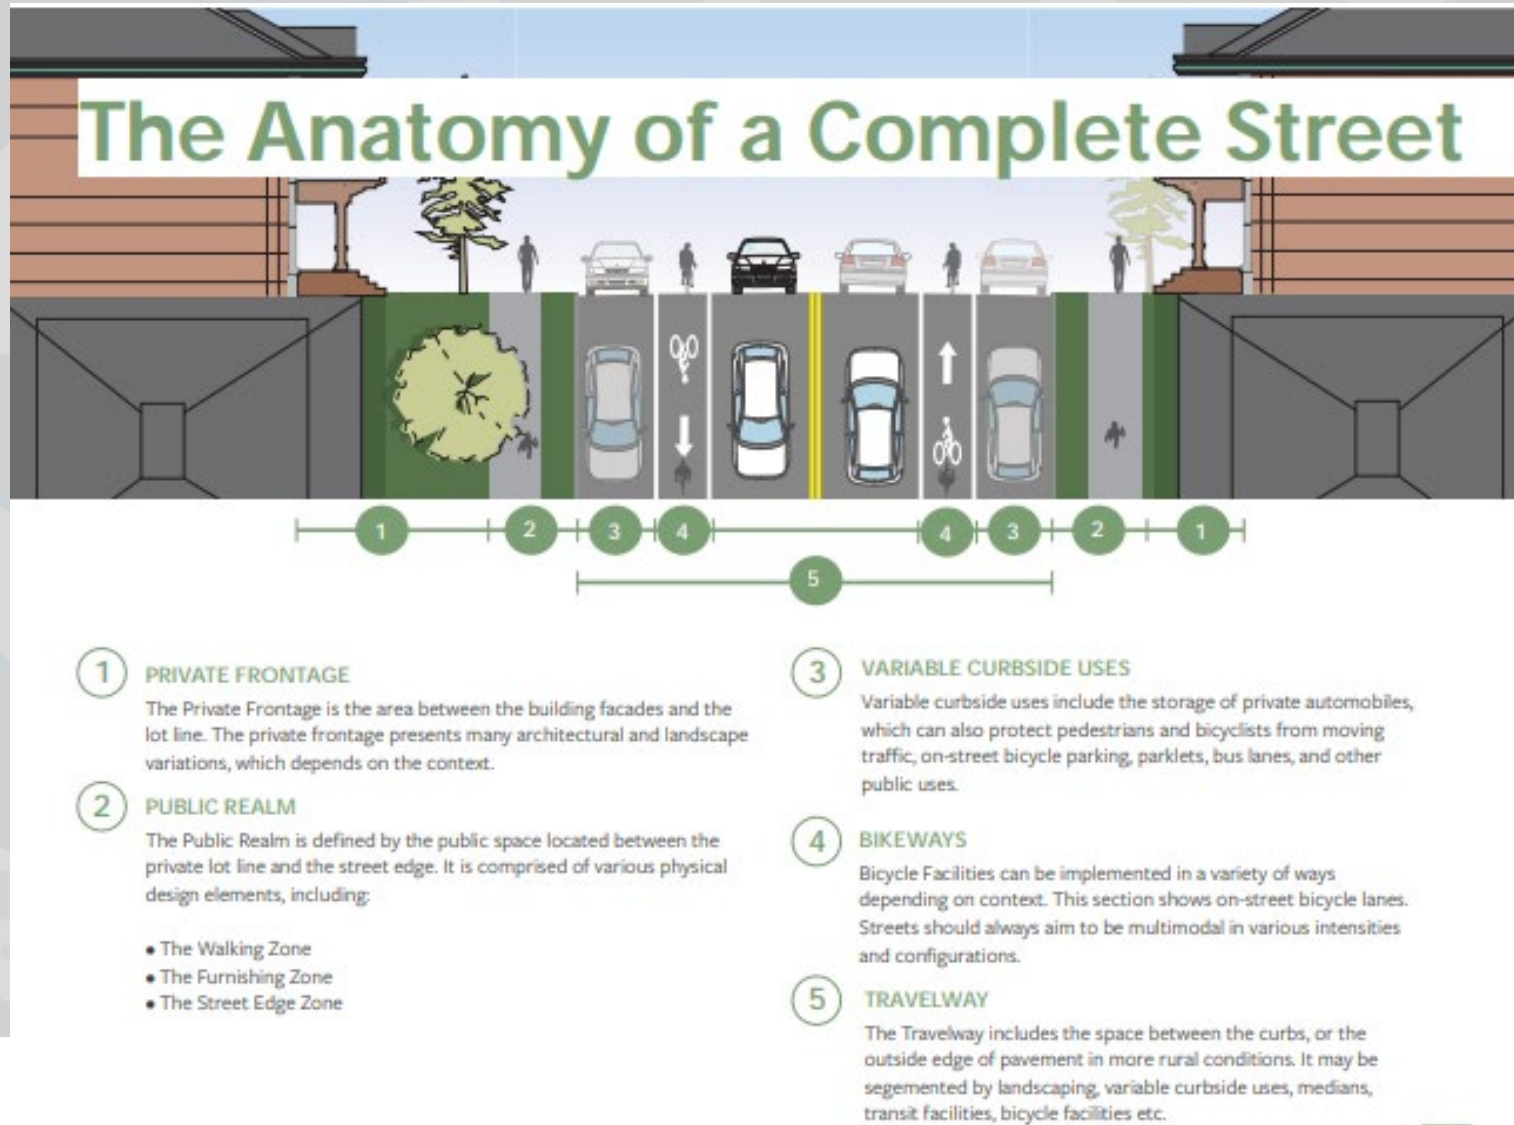 The Anatomy of a Complete Street
1 2 3 4 4 3 2 1
5
1 PRIVATE FRONTAGE
The Private Frontage is the area between the building facades and the
lot line. The private frontage presents many architectural and landscape
variations, which depends on the context.
2 PUBLIC REALM
The Public Realm is defined by the public space located between the
private lot line and the street edge. It is comprised of various physical
design elements, including:
• The Walking Zone
• The Furnishing Zone
• The Street Edge Zone
3 VARIABLE CURBSIDE USES
Variable curbside uses include the storage of private automobiles,
which can also protect pedestrians and bicyclists from moving
traffic, on-street bicycle parking, parklets, bus lanes, and other
public uses.
4 BIKEWAYS
Bicycle Facilities can be implemented in a variety of ways
depending on context. This section shows on-street bicycle lanes.
Streets should always aim to be multimodal in various intensities
and configurations.
5 TRAVELWAY
The Travelway includes the space between the curbs, or the
outside edge of pavement in more rural conditions. It may be
segemented by landscaping, variable curbside uses, medians,
transit facilities, bicycle facilities etc.